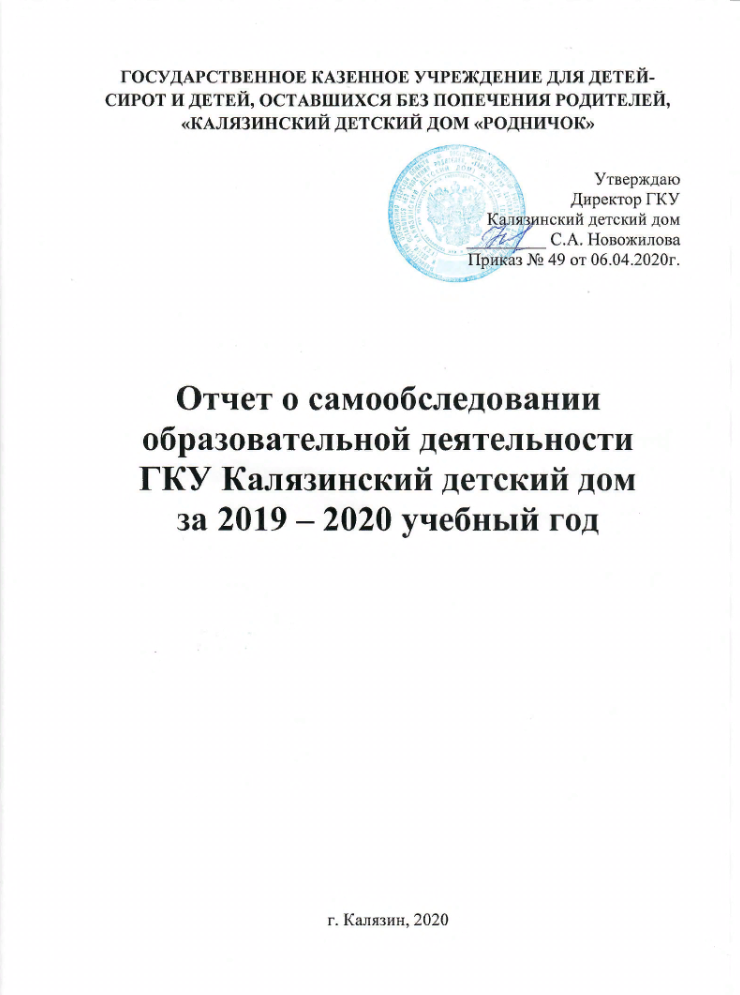 ГОСУДАРСТВЕННОЕ КАЗЕННОЕ УЧРЕЖДЕНИЕ ДЛЯ ДЕТЕЙ-
СИРОТ И ДЕТЕЙ, ОСТАВШИХСЯ БЕЗ ПОПЕЧЕНИЯ РОДИТЕЛЕЙ,
«КАЛЯЗИНСКИЙ ДЕТСКИЙ ДОМ «РОДНИЧОК»
Утверждаю
Директор ГКУ
Калязинский детский дом
С.А. Новожилова
Приказ № 49 от 06.04.2020г.
Отчет о самообследовании
образовательной деятельности
ГКУ Калязинский детский дом
за 2019 – 2020 учебный год
г. Калязин, 2020